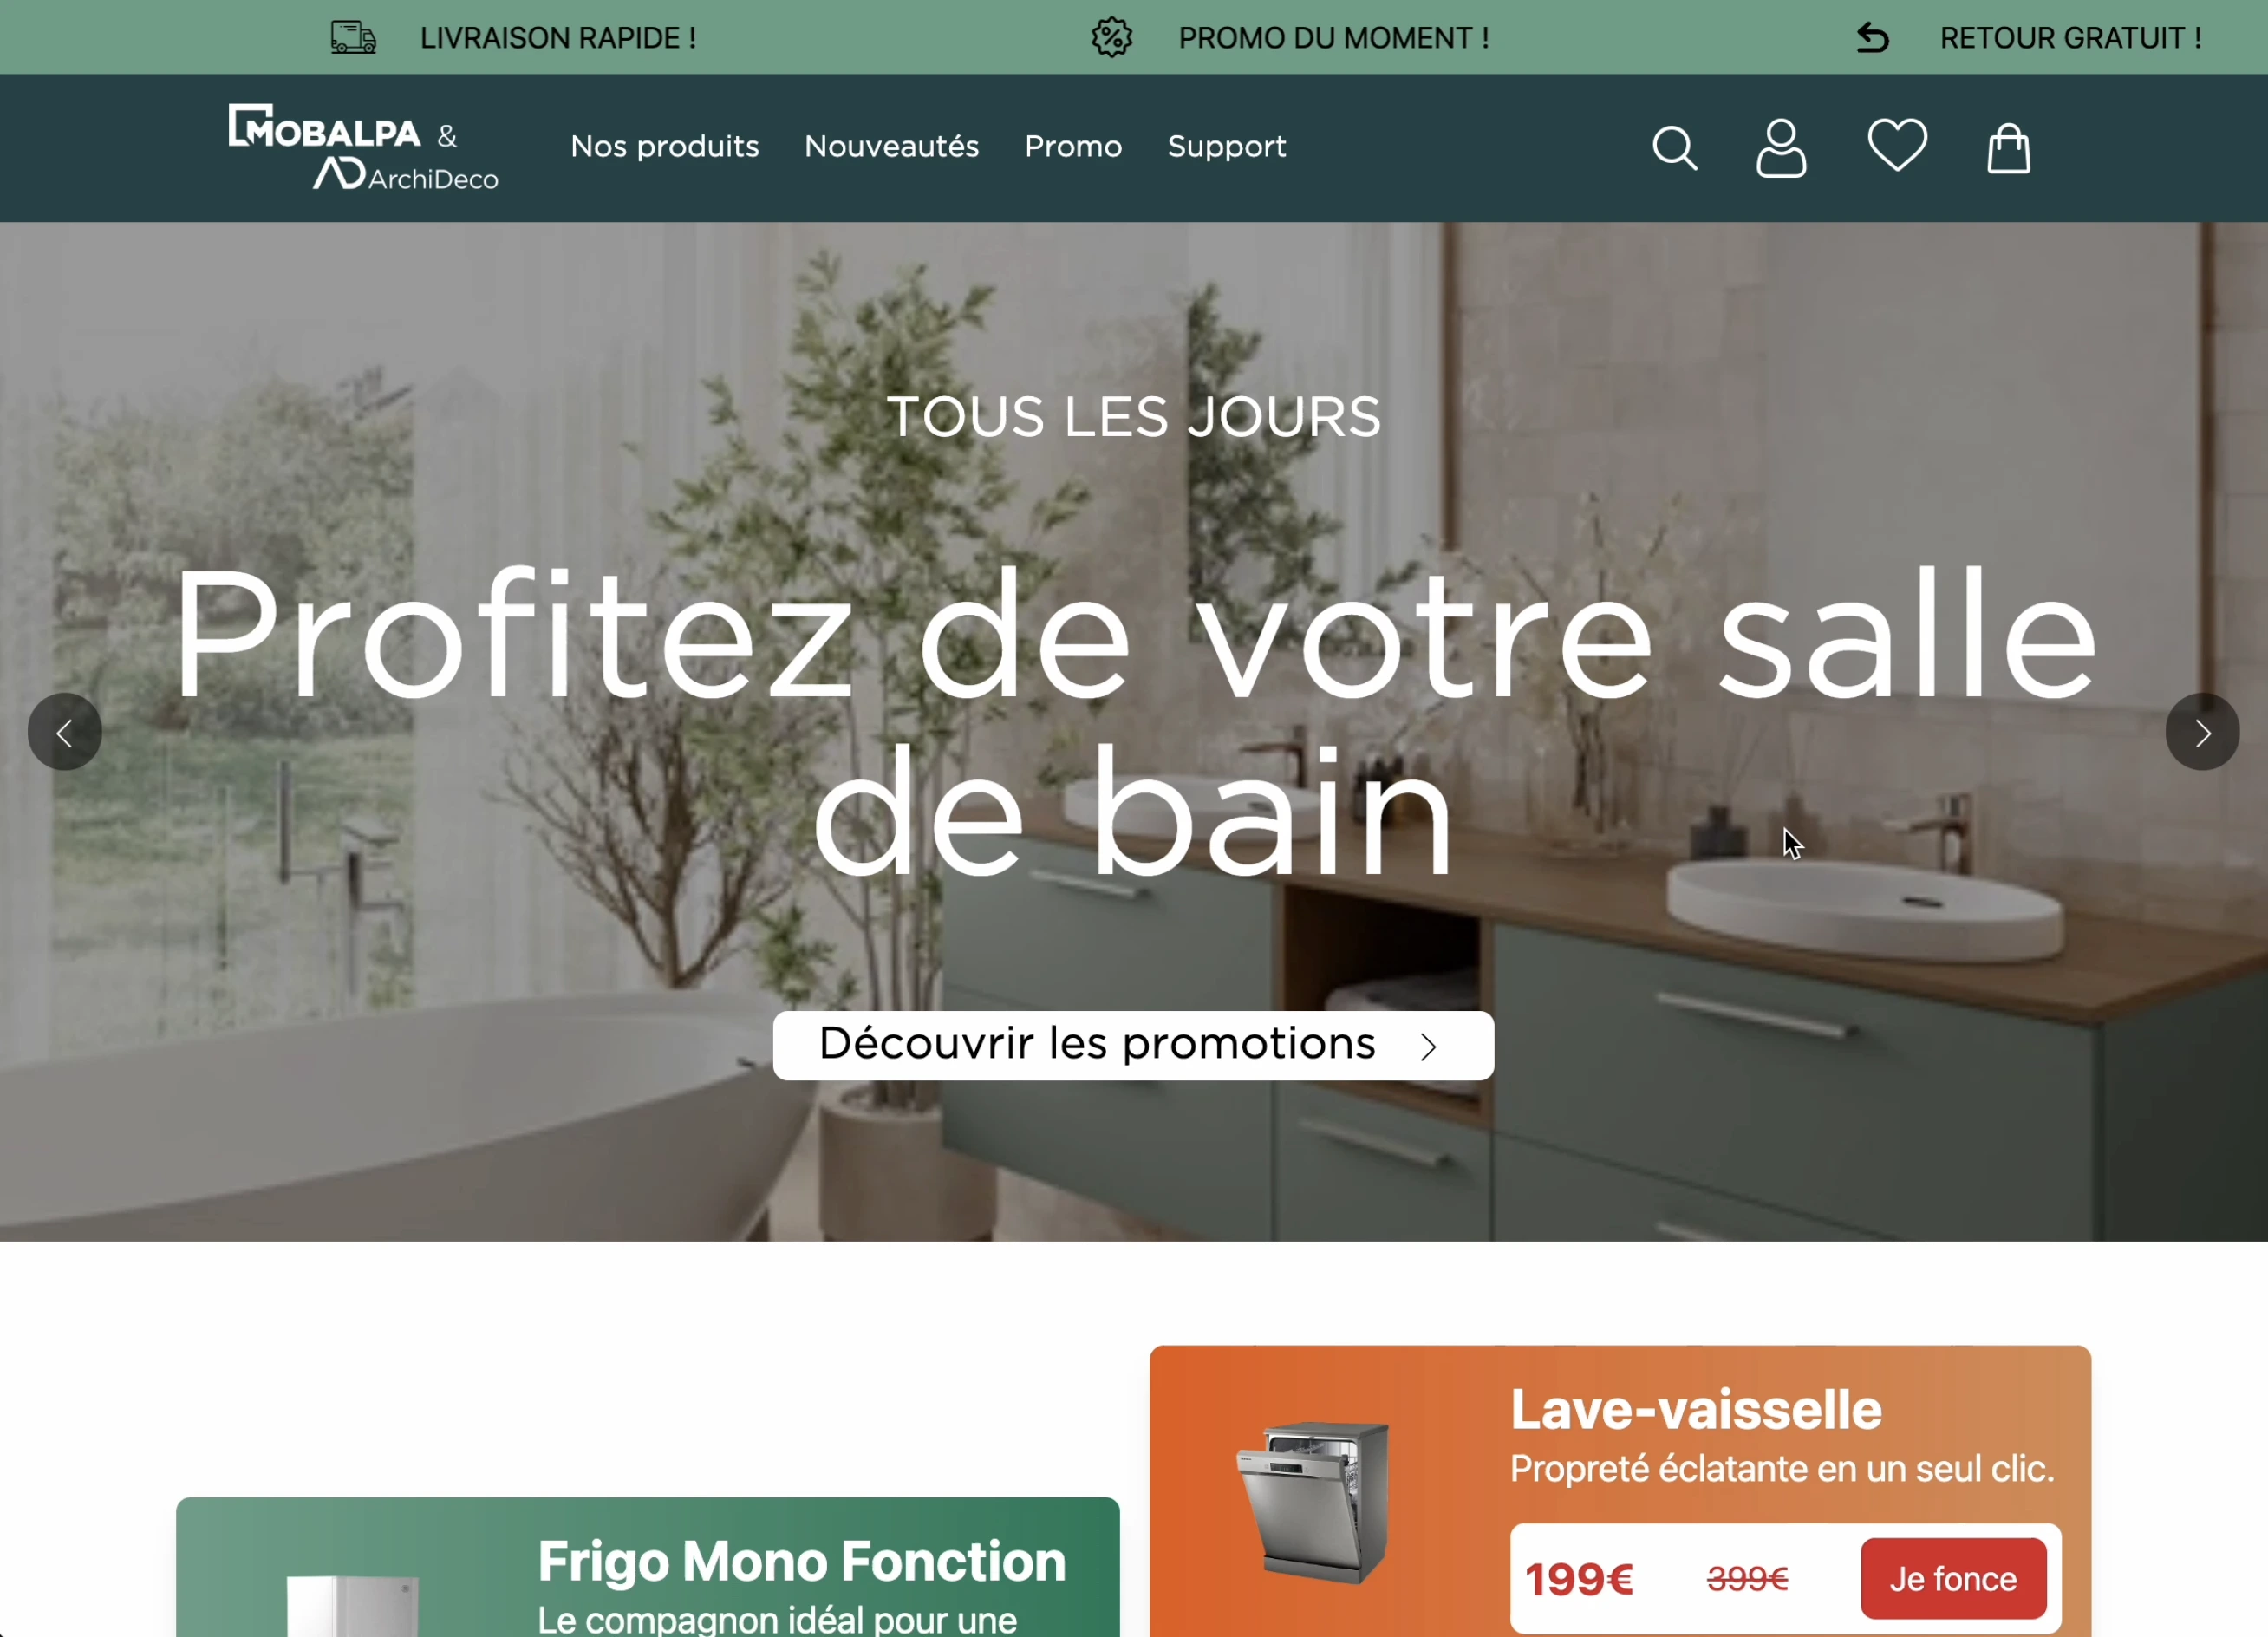 LIVRAISON RAPIDE !
PROMO DU MOMENT !
RETOUR GRATUIT !
MOBALPA &
AD ArchiDeco
Nos produits
Nouveautés
Promo
Support
TOUS LES JOURS
Profitez de votre salle
de bain
Découvrir les promotions
Lave-vaisselle
Propreté éclatante en un seul clic.
199€
399€
Je fonce
Frigo Mono Fonction
Le compagnon idéal pour une